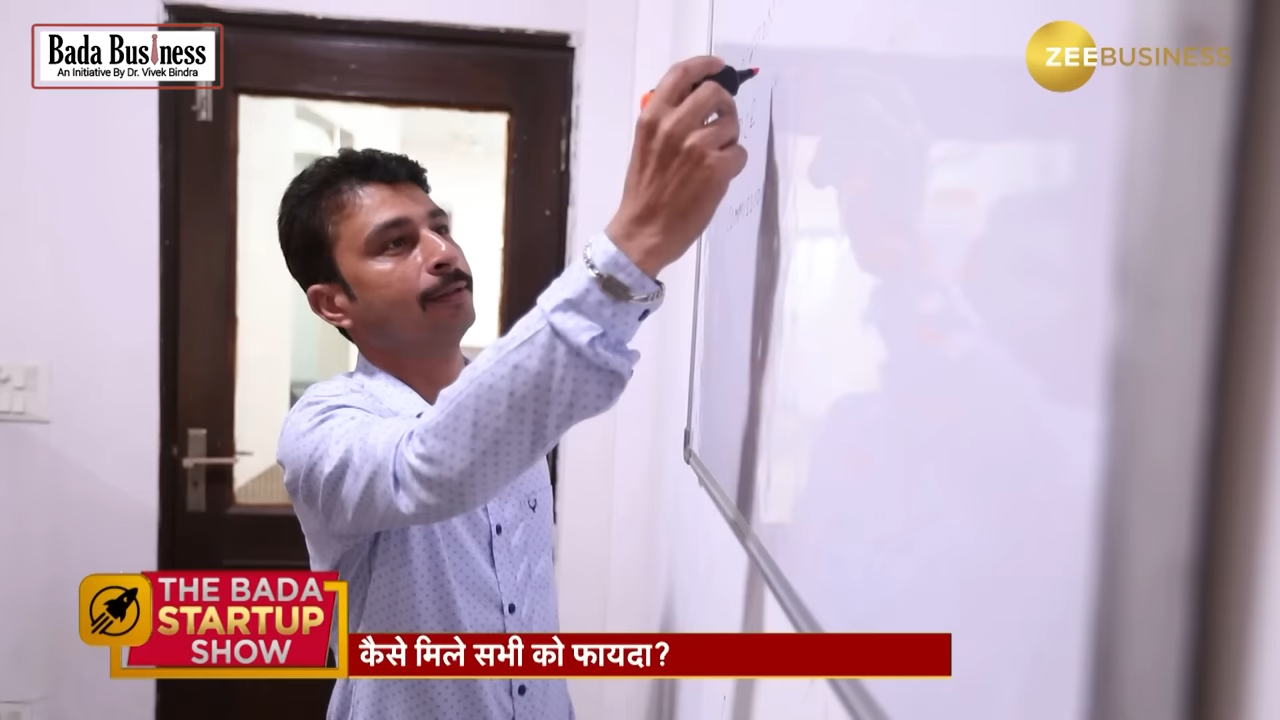 Bada Business
An Initiative By Dr. Vivek Bindra
ZEEBUSINESS
THE BADA
STARTUP
SHOW
कैसे मिले सभी को फायदा?